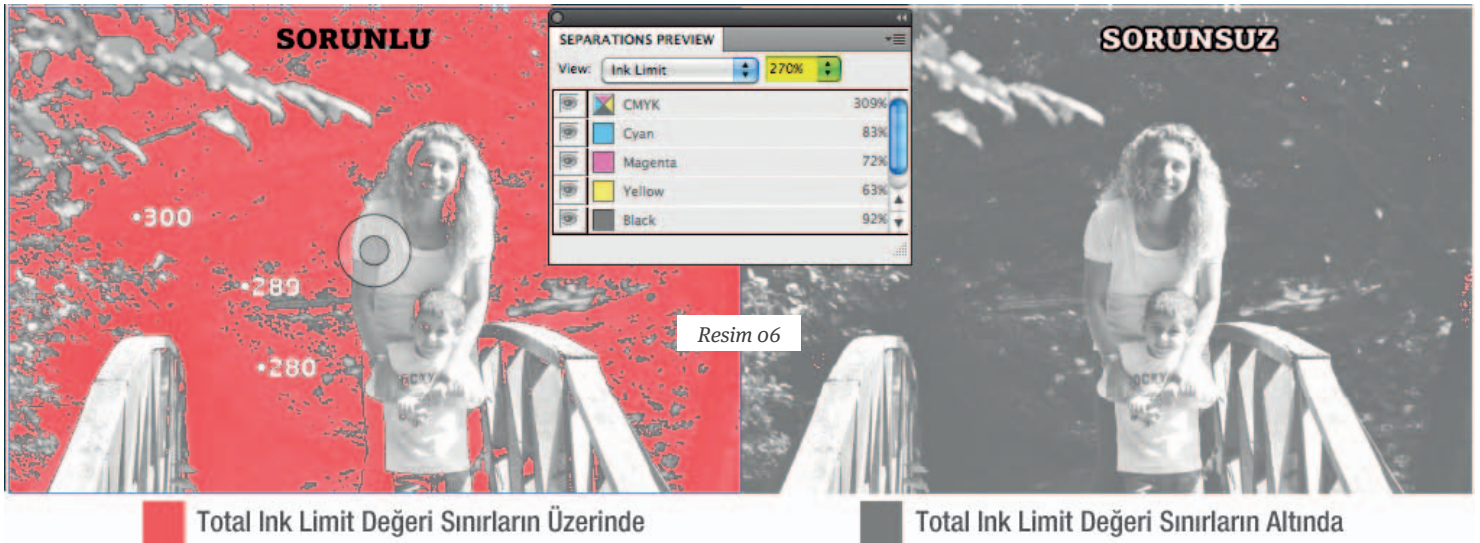 SORUNLU
SEPARATIONS PREVIEW
View: Ink Limit 270%
CMYK 309%
Cyan 83%
Magenta 72%
Yellow 63%
Black 92%
SORUNSUZ
•300
•289
•280
Resim 06
Total Ink Limit Değeri Sınırların Üzerinde
Total Ink Limit Değeri Sınırların Altında